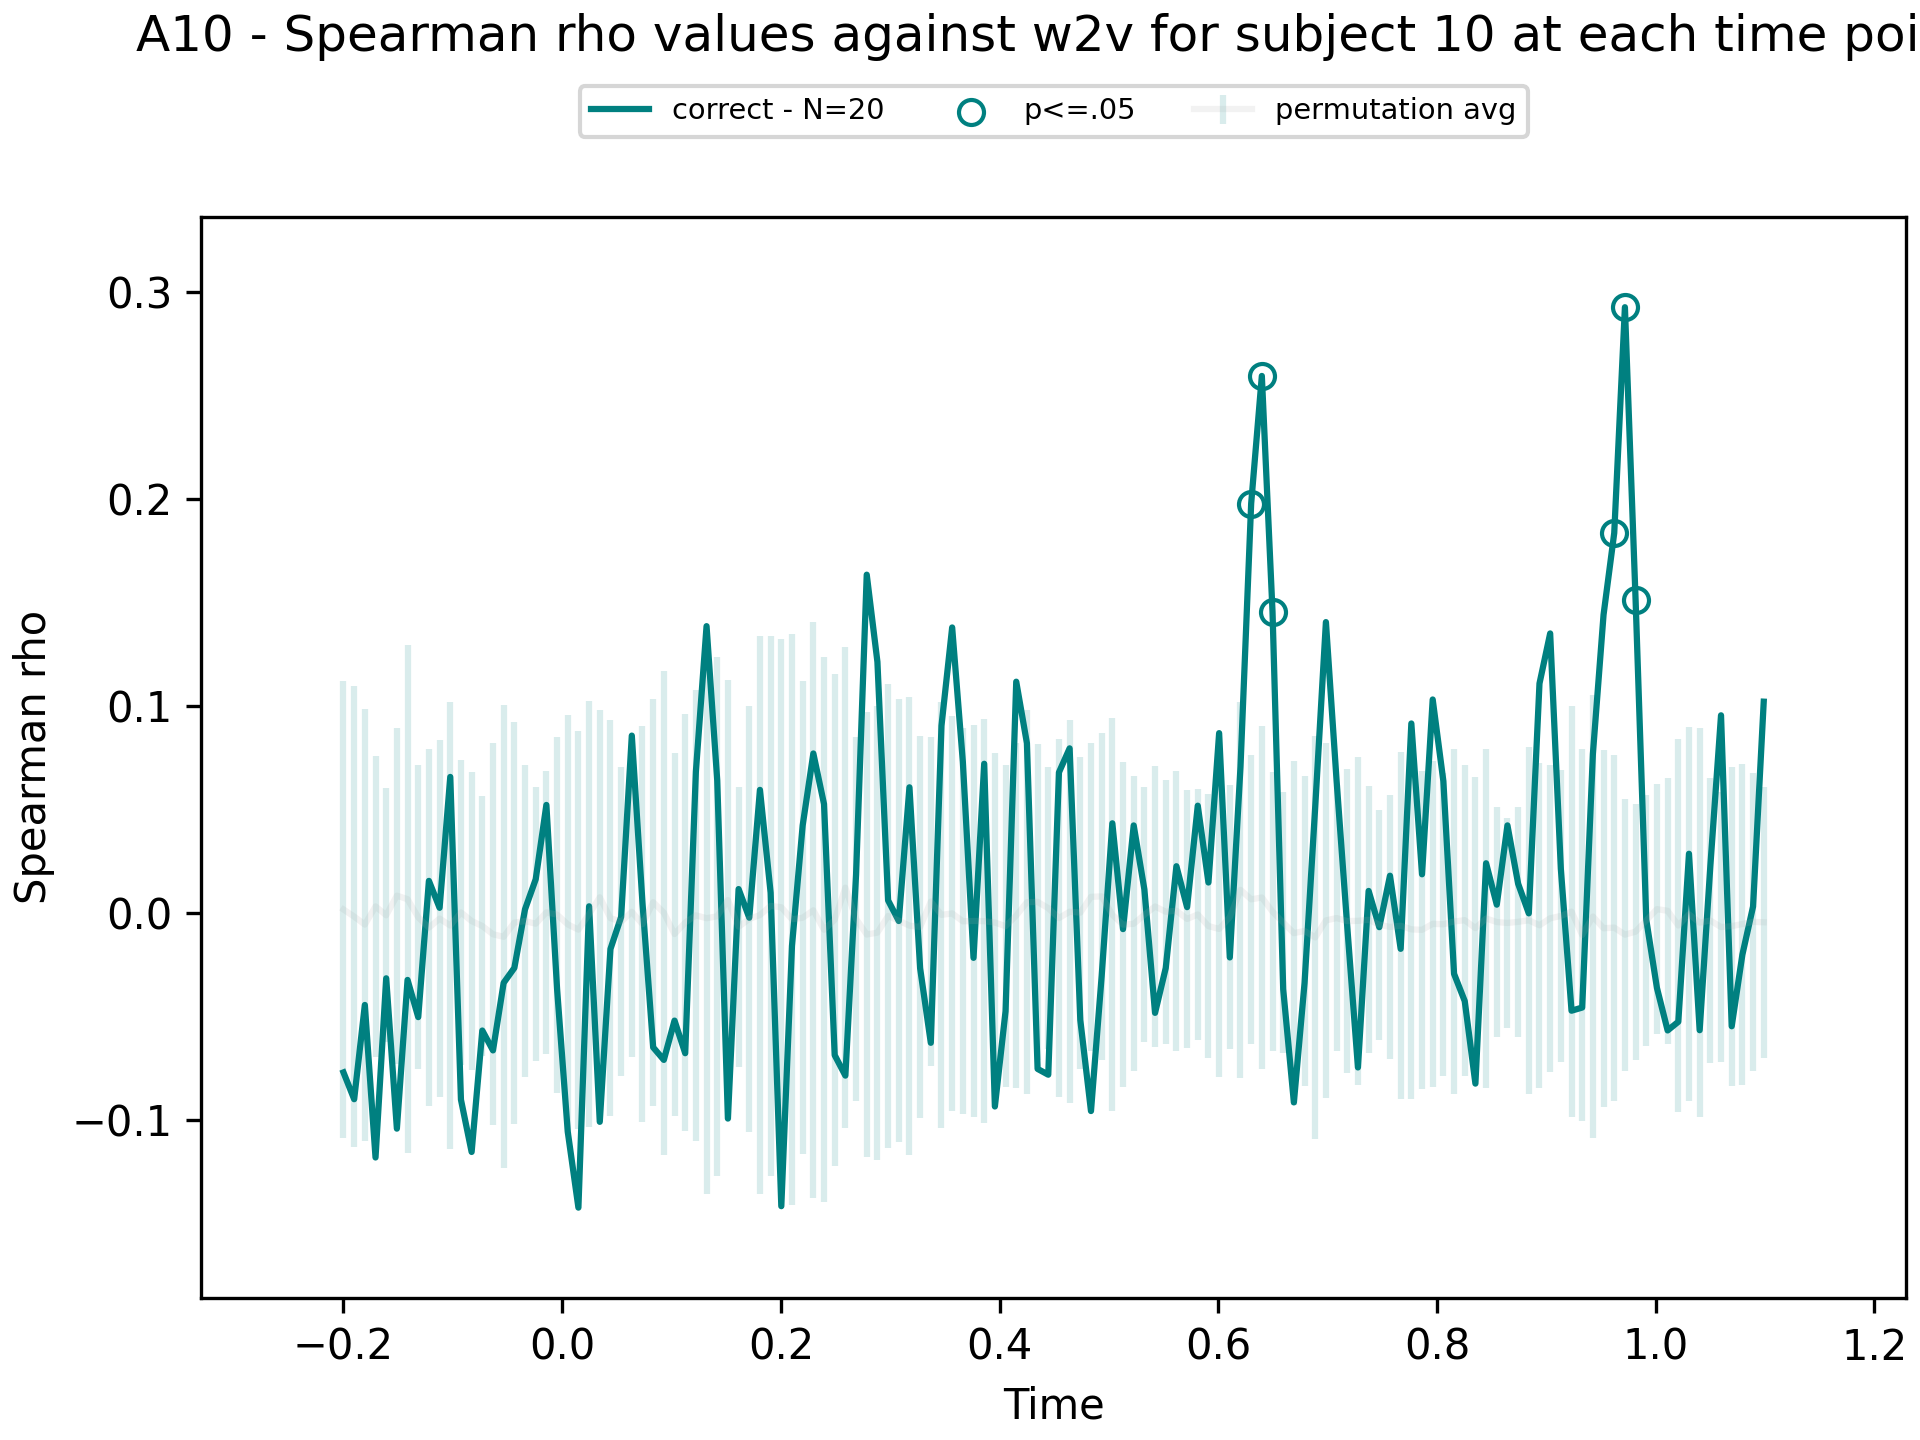 A10 - Spearman rho values against w2v for subject 10 at each time poi
correct - N=20 p<=.05 permutation avg
0.3
0.2
0.1
0.0
−0.1
Spearman rho
−0.2 0.0 0.2 0.4 0.6 0.8 1.0 1.2
Time